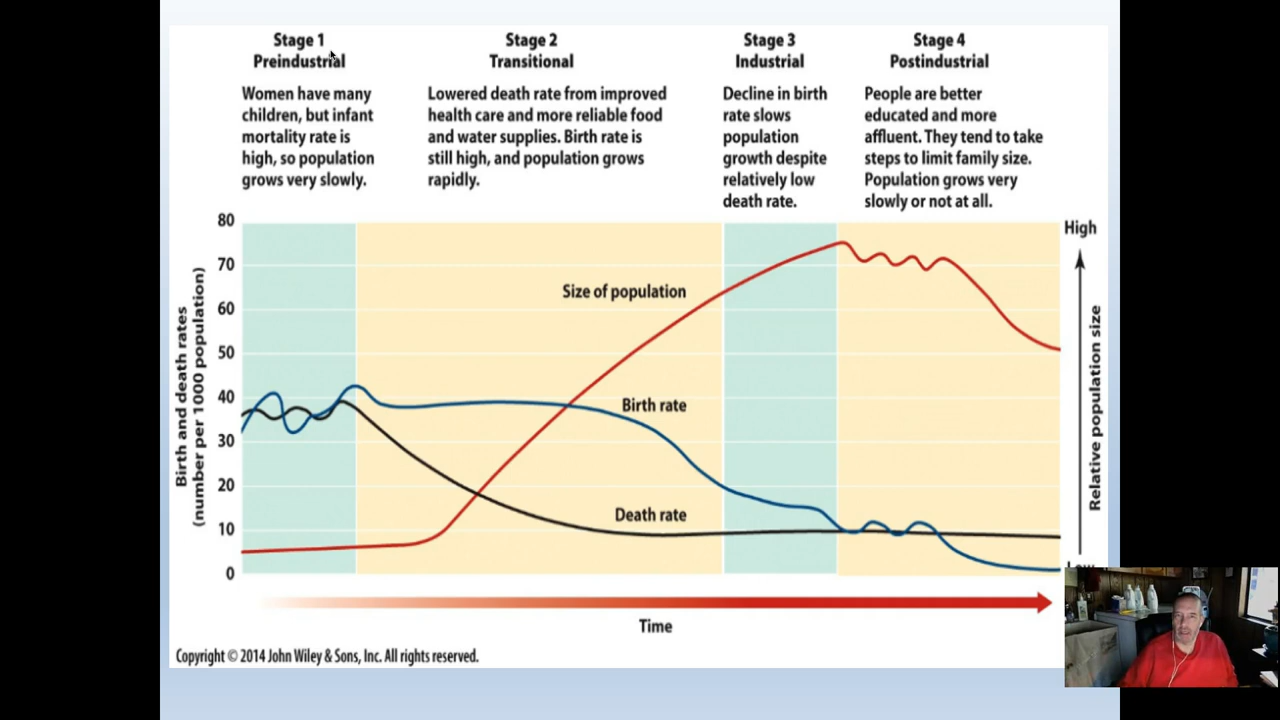 Stage 1
Preindustrial
Women have many
children, but infant
mortality rate is
high, so population
grows very slowly.
Stage 2
Transitional
Lowered death rate from improved
health care and more reliable food
and water supplies. Birth rate is
still high, and population grows
rapidly.
Stage 3
Industrial
Decline in birth
rate slows
population
growth despite
relatively low
death rate.
Stage 4
Postindustrial
People are better
educated and more
affluent. They tend to take
steps to limit family size.
Population grows very
slowly or not at all.
Birth and death rates
(number per 1000 population)
80
70
60
50
40
30
20
10
0
Size of population
Birth rate
Death rate
High
Relative population size
Time
Copyright © 2014 John Wiley & Sons, Inc. All rights reserved.